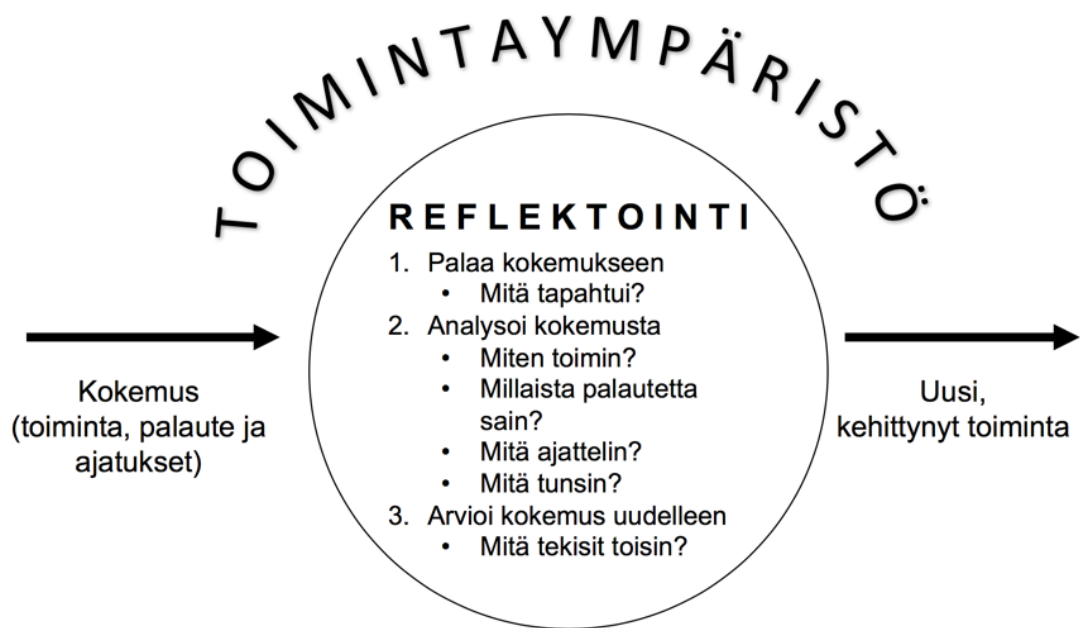 TOIMINTAYMPÄRISTÖ
REFLEKTOINTI
1. Palaa kokemukseen
• Mitä tapahtui?
2. Analysoi kokemusta
• Miten toimin?
• Millaista palautetta
sain?
• Mitä ajattelin?
• Mitä tunsin?
3. Arvioi kokemus uudelleen
• Mitä tekisit toisin?
Kokemus
(toiminta, palaute ja
ajatukset)
Uusi,
kehittynyt toiminta